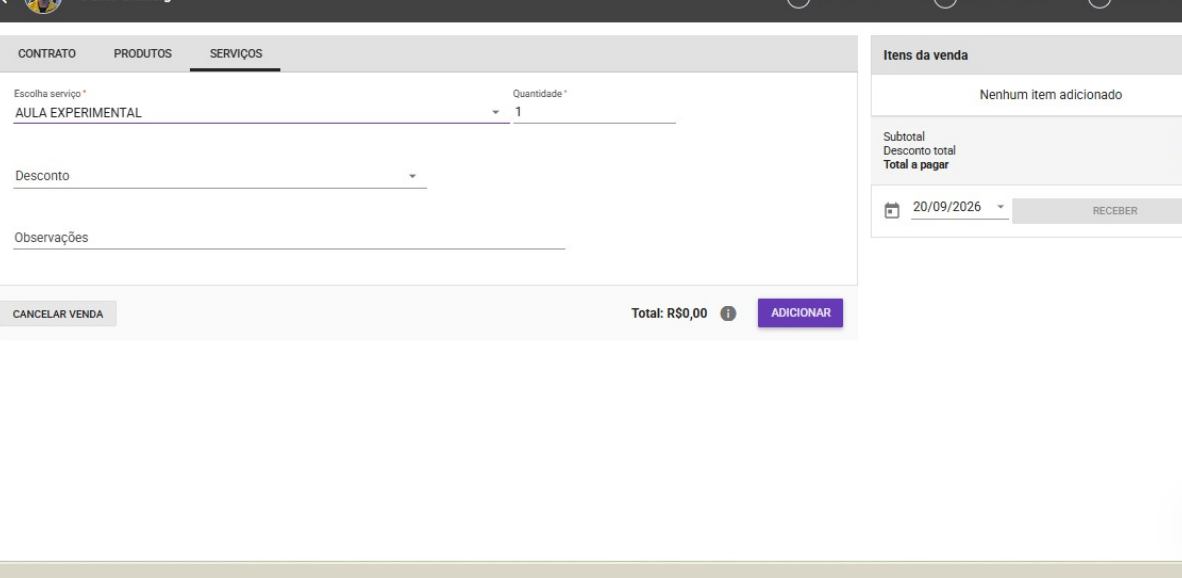 CONTRATO PRODUTOS SERVIÇOS
Escolha serviço *
AULA EXPERIMENTAL
Quantidade *
1
Desconto
Observações
CANCELAR VENDA
Total: R$0,00
ADICIONAR
Itens da venda
Nenhum item adicionado
Subtotal
Desconto total
Total a pagar
20/09/2026
RECEBER